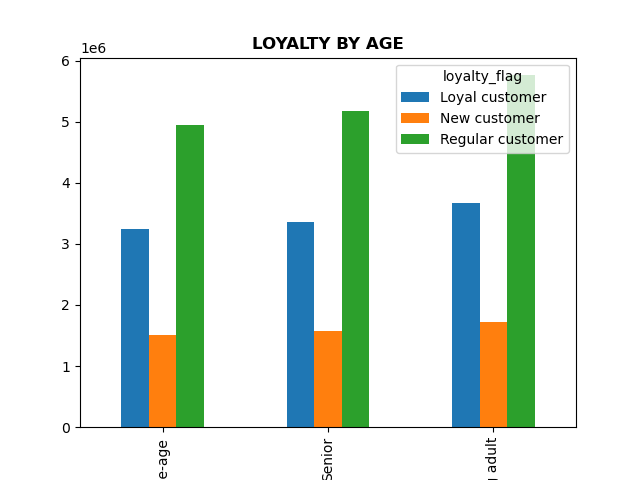 LOYALTY BY AGE
1e6
loyalty_flag
Loyal customer
New customer
Regular customer
6
5
4
3
2
1
0
e-age
Senior
adult